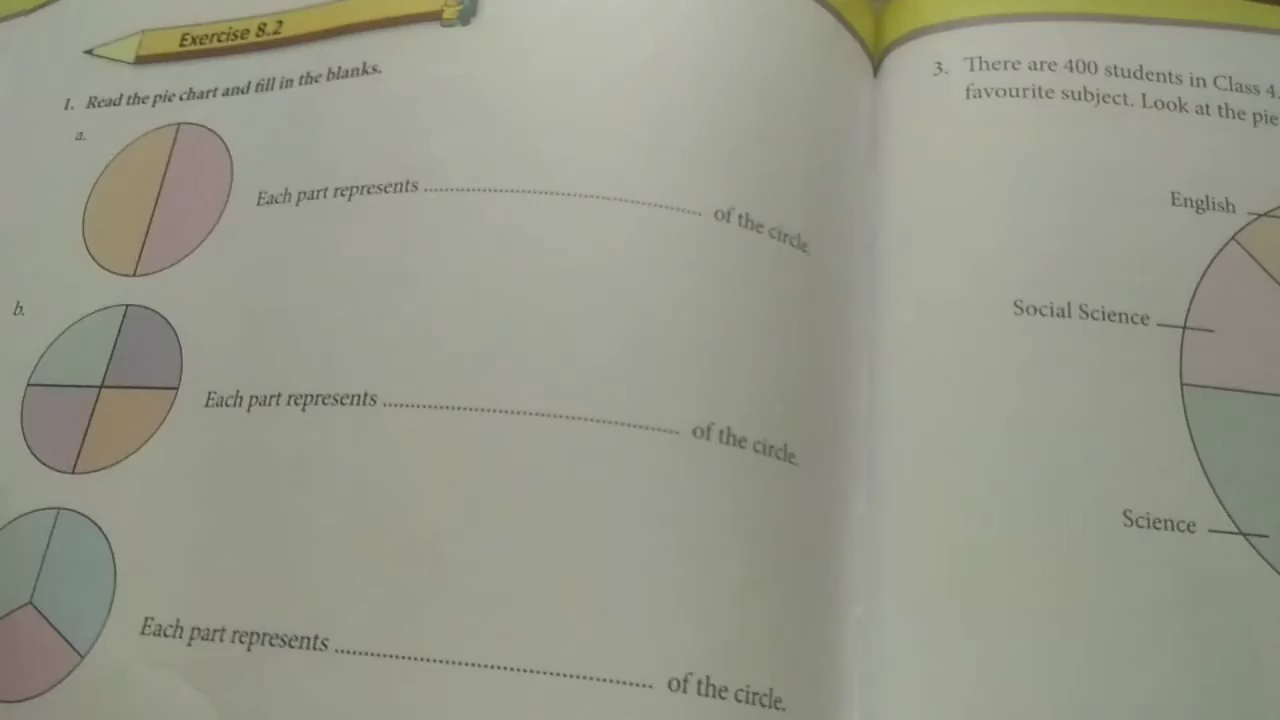 Exercise 8.2
1. Read the pie chart and fill in the blanks.
a.
Each part represents ........................ of the circle.
b.
Each part represents ........................ of the circle.
Each part represents ........................ of the circle.
3. There are 400 students in Class 4.
favourite subject. Look at the pie
English
Social Science
Science